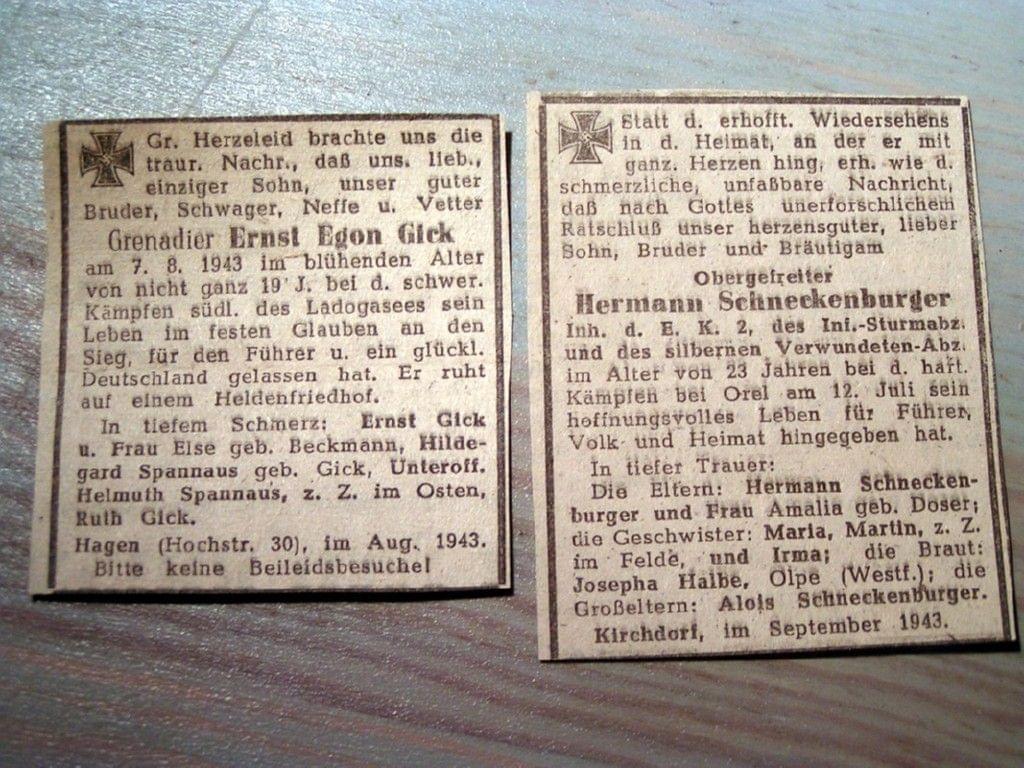 Gr. Herzeleid brachte uns die
traur. Nachr., daß uns. lieb.,
einziger Sohn, unser guter
Bruder, Schwager, Neffe u. Vetter
Grenadier Ernst Egon Gick
am 7. 8. 1943 im blühenden Alter
von nicht ganz 19 J. bei d. schwer.
Kämpfen südl. des Ladogasees sein
Leben im festen Glauben an den
Sieg, für den Führer u. ein glückl.
Deutschland gelassen hat. Er ruht
auf einem Heldenfriedhof.
In tiefem Schmerz: Ernst Gick
u. Frau Else geb. Beckmann, Hilde-
gard Spannaus geb. Gick, Unteroff.
Helmuth Spannaus, z. Z. im Osten,
Ruth Gick.
Hagen (Hochstr. 30), im Aug. 1943.
Bitte keine Beileidsbesuche!
Statt d. erhofft. Wiedersehens
in d. Heimat, an der er mit
ganz. Herzen hing, erh. wie d.
schmerzliche, unfaßbare Nachricht,
daß nach Gottes unerforschlichem
Ratschluß unser herzensguter, lieber
Sohn, Bruder und Bräutigam
Obergefreiter
Hermann Schneckenburger
Inh. d. E. K. 2, des Inf.-Sturmabz.
und des silbernen Verwundeten-Abz.
im Alter von 23 Jahren bei d. hart.
Kämpfen bei Orel am 12. Juli sein
hoffnungsvolles Leben für Führer,
Volk und Heimat hingegeben hat.
In tiefer Trauer:
Die Eltern: Hermann Schnecken-
burger und Frau Amalia geb. Doser;
die Geschwister: Maria, Martin, z. Z.
im Felde, und Irma; die Braut:
Josepha Halbe, Olpe (Westf.); die
Großeltern: Alois Schneckenburger.
Kirchdorf, im September 1943.